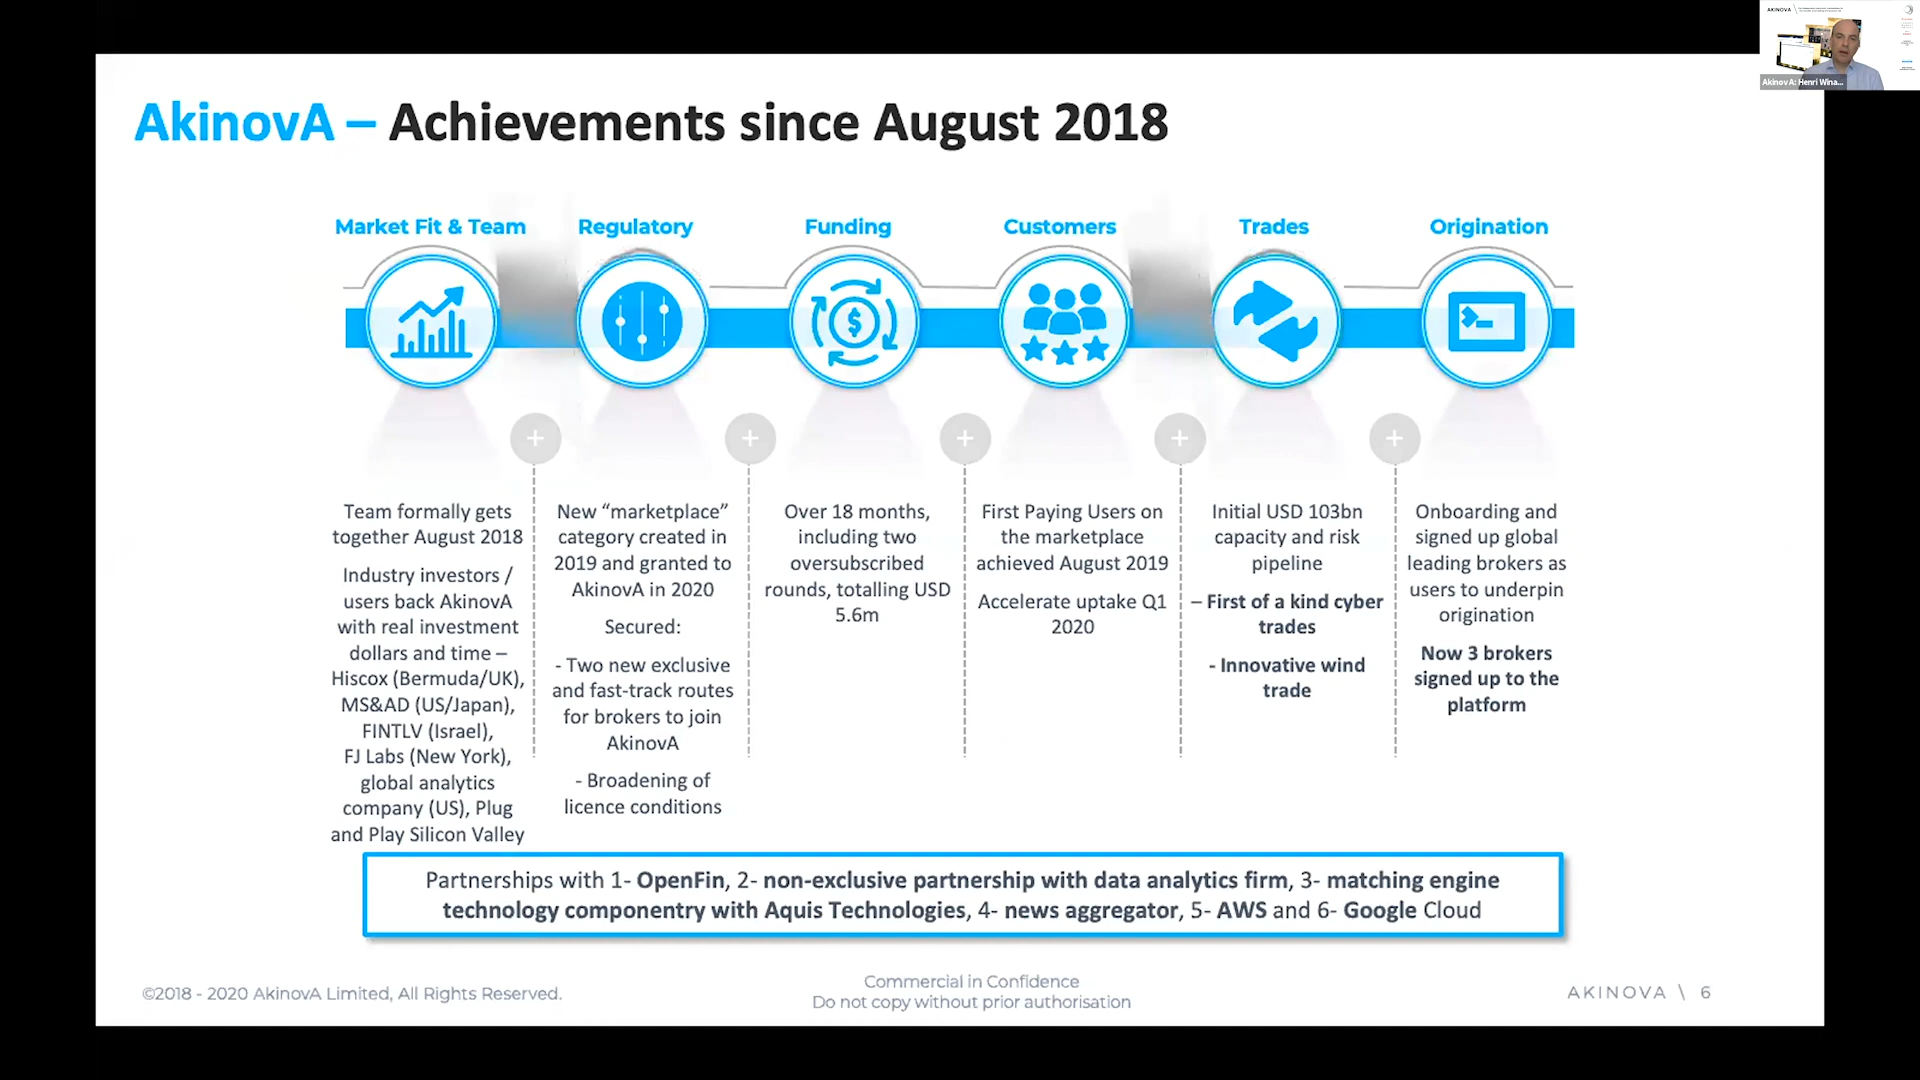 AkinovA – Achievements since August 2018
Market Fit & Team
Regulatory
Funding
Customers
Trades
Origination
Team formally gets
together August 2018
Industry investors /
users back AkinovA
with real investment
dollars and time –
Hiscox (Bermuda/UK),
MS&AD (US/Japan),
FINTLV (Israel),
FJ Labs (New York),
global analytics
company (US), Plug
and Play Silicon Valley
New “marketplace”
category created in
2019 and granted to
AkinovA in 2020
Secured:
- Two new exclusive
and fast-track routes
for brokers to join
AkinovA
- Broadening of
licence conditions
Over 18 months,
including two
oversubscribed
rounds, totalling USD
5.6m
First Paying Users on
the marketplace
achieved August 2019
Accelerate uptake Q1
2020
Initial USD 103bn
capacity and risk
pipeline
– First of a kind cyber
trades
- Innovative wind
trade
Onboarding and
signed up global
leading brokers as
users to underpin
origination
Now 3 brokers
signed up to the
platform
Partnerships with 1- OpenFin, 2- non-exclusive partnership with data analytics firm, 3- matching engine
technology componentry with Aquis Technologies, 4- news aggregator, 5- AWS and 6- Google Cloud
©2018 - 2020 AkinovA Limited, All Rights Reserved.
Commercial in Confidence
Do not copy without prior authorisation
AKINOVA \ 6
AKINOVA
AkinovA: Henri Wina...